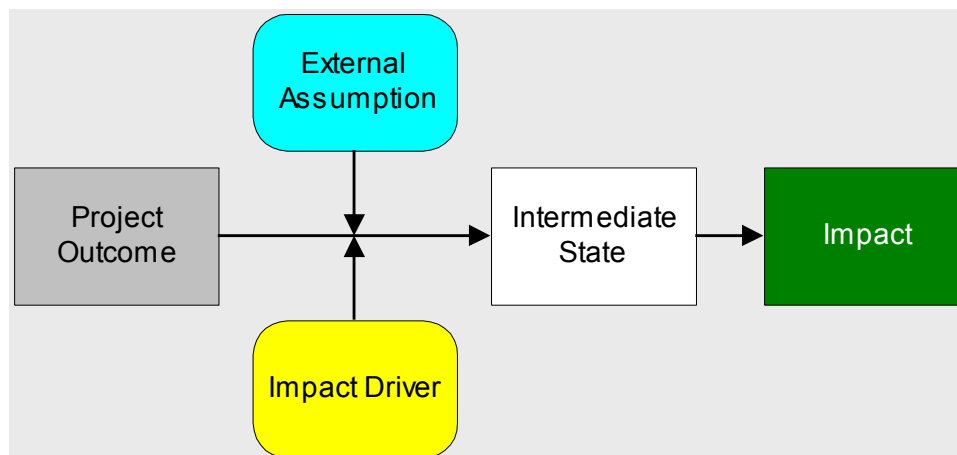 External
Assumption
Project
Outcome
Intermediate
State
Impact
Impact Driver